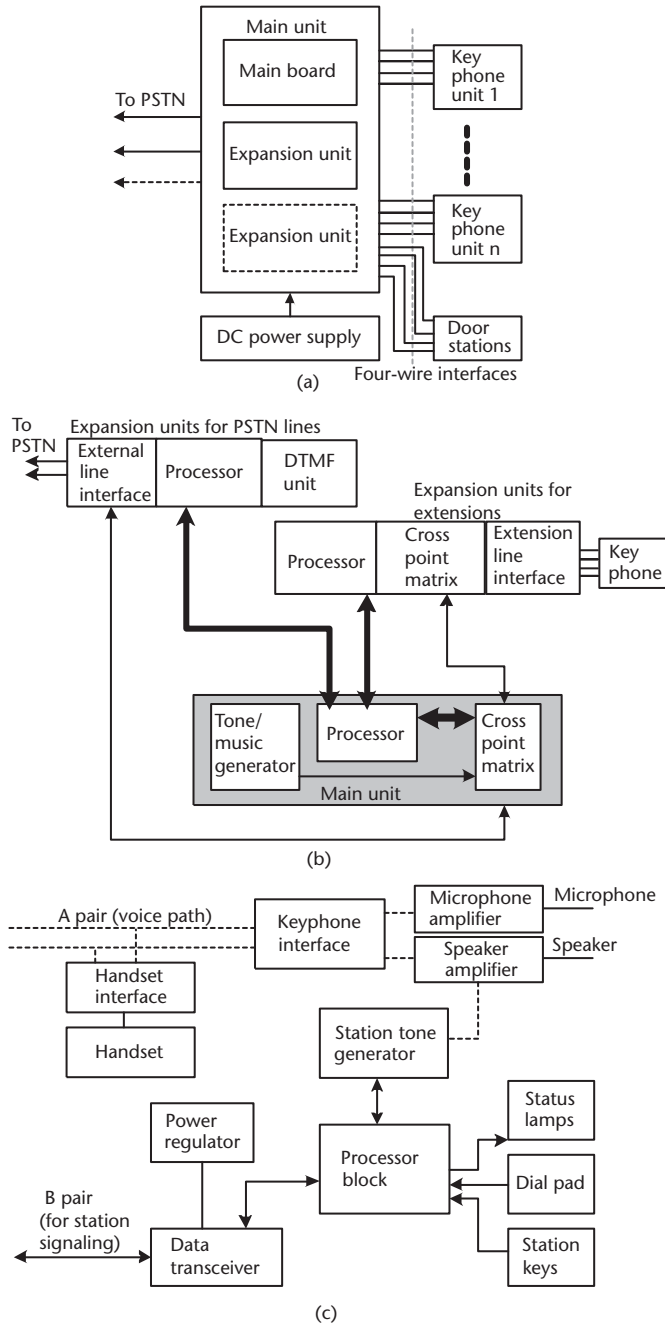 Main unit
Main board
Key
phone
unit 1
To PSTN
Expansion unit
Expansion unit
Key
phone
unit n
DC power supply
Door
stations
Four-wire interfaces
(a)
To
PSTN
Expansion units for PSTN lines
External
line
interface
Processor
DTMF
unit
Expansion units for
extensions
Processor
Cross
point
matrix
Extension
line
interface
Key
phone
Tone/
music
generator
Processor
Cross
point
matrix
Main unit
(b)
A pair (voice path)
Keyphone
interface
Microphone
amplifier
Microphone
Speaker
amplifier
Speaker
Handset
interface
Handset
Station tone
generator
Power
regulator
Processor
block
Status
lamps
Dial pad
Station
keys
B pair
(for station
signaling)
Data
transceiver
(c)